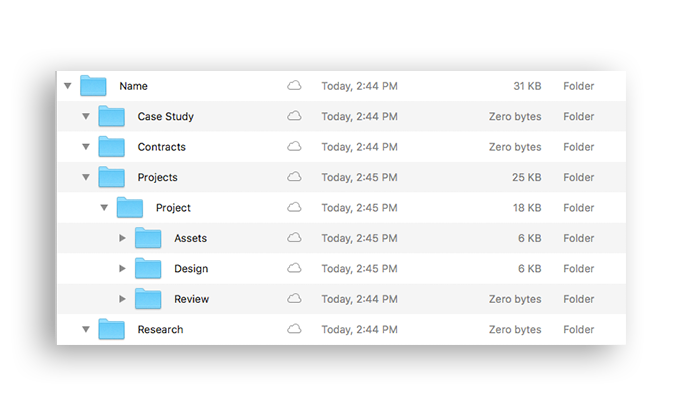 Name Today, 2:44 PM 31 KB Folder
Case Study Today, 2:44 PM Zero bytes Folder
Contracts Today, 2:44 PM Zero bytes Folder
Projects Today, 2:45 PM 25 KB Folder
Project Today, 2:45 PM 18 KB Folder
Assets Today, 2:45 PM 6 KB Folder
Design Today, 2:45 PM 6 KB Folder
Review Today, 2:44 PM Zero bytes Folder
Research Today, 2:44 PM Zero bytes Folder